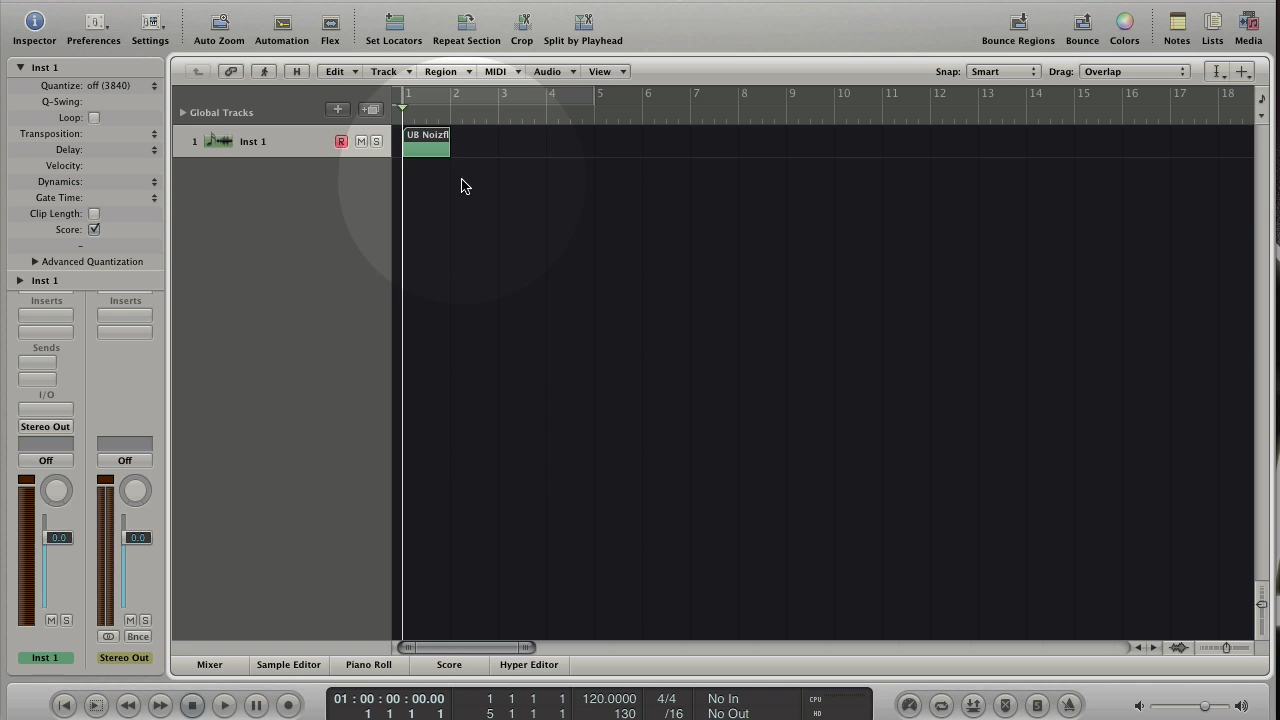 Inspector Preferences Settings Auto Zoom Automation Flex Set Locators Repeat Section Crop Split by Playhead Bounce Regions Bounce Colors Notes Lists Media
Inst 1
H Edit Track Region MIDI Audio View Snap: Smart Drag: Overlap
Quantize: off (3840)
Q-Swing:
Loop:
Transposition:
Delay:
Velocity:
Dynamics:
Gate Time:
Clip Length:
Score:
–
Advanced Quantization
Inst 1
Inserts Inserts
Sends
I/O
Stereo Out
Off Off
0.0 0.0
M S M S
Bnce
Inst 1 Stereo Out
Global Tracks
1 2 3 4 5 6 7 8 9 10 11 12 13 14 15 16 17 18
1 Inst 1 R M S
UB Noizfl
Mixer Sample Editor Piano Roll Score Hyper Editor
01 : 00 : 00 : 00.00 1 1 1 1 120.0000 4/4 No In CPU
1 1 1 1 5 1 1 1 130 /16 No Out HD
S